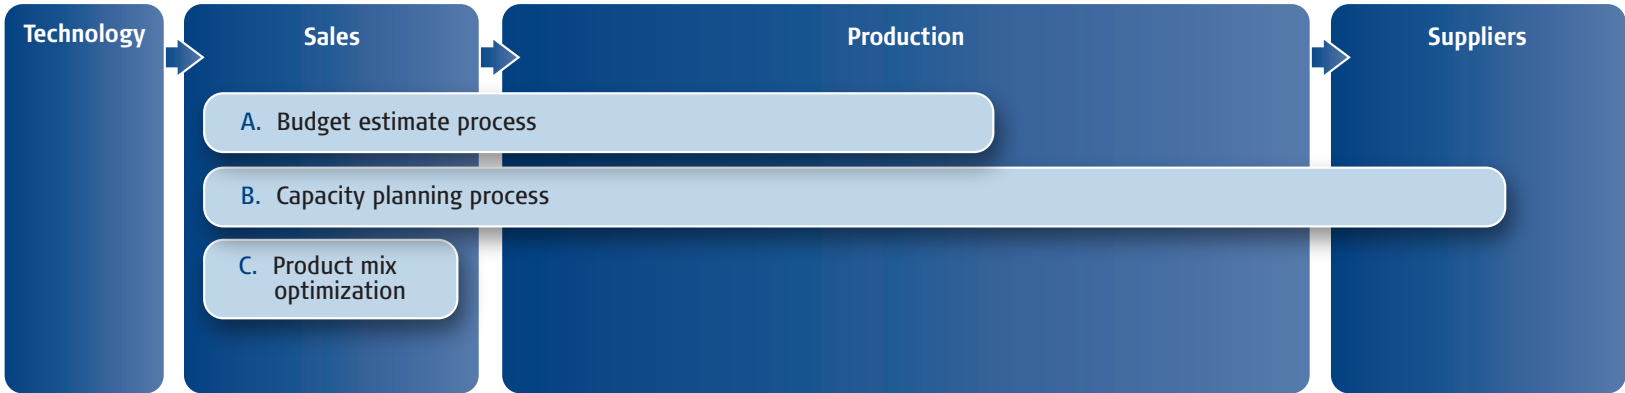 Technology
Sales
Production
Suppliers
A. Budget estimate process
B. Capacity planning process
C. Product mix
optimization